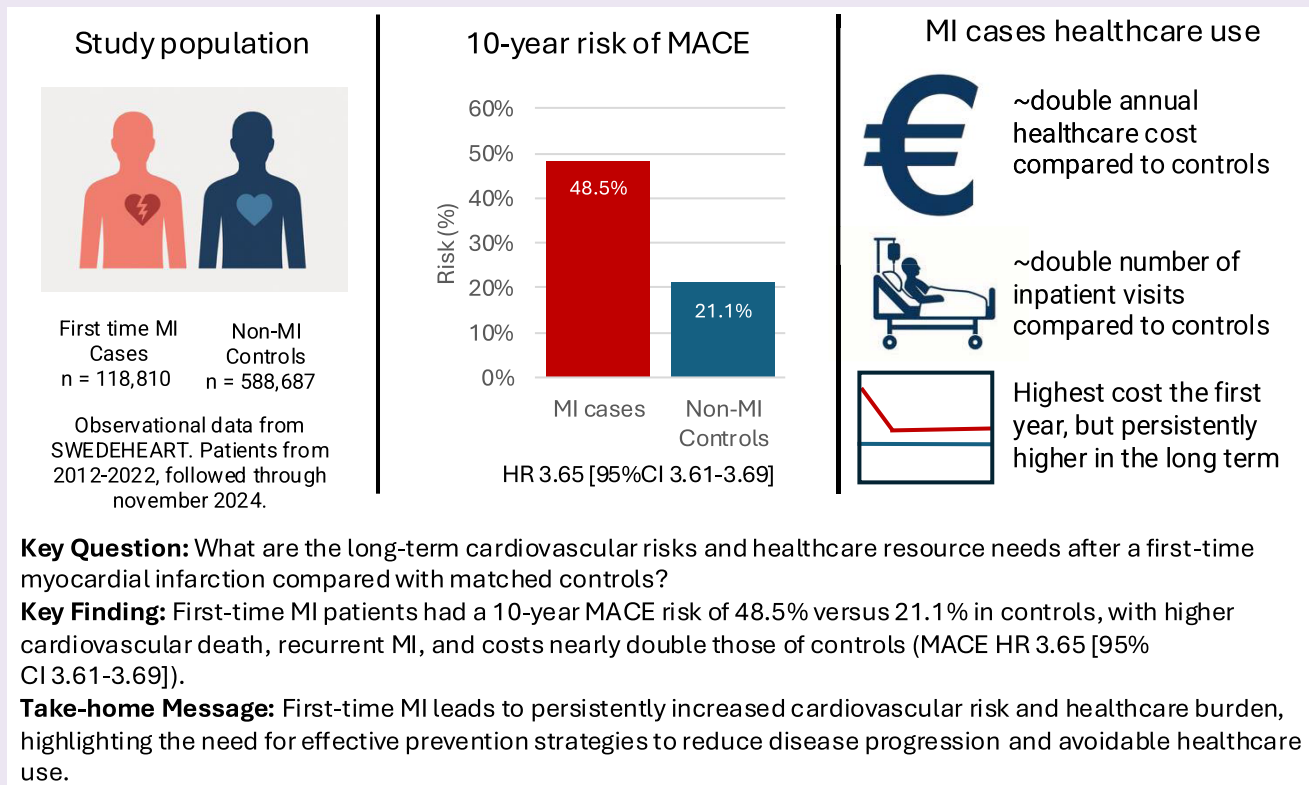 Study population
First time MI
Cases
n = 118,810
Non-MI
Controls
n = 588,687
Observational data from
SWEDEHEART. Patients from
2012-2022, followed through
november 2024.
10-year risk of MACE
Risk (%)
60%
50%
40%
30%
20%
10%
0%
48.5%
21.1%
MI cases
Non-MI
Controls
HR 3.65 [95%CI 3.61-3.69]
MI cases healthcare use
€
~double annual
healthcare cost
compared to controls
~double number of
inpatient visits
compared to controls
Highest cost the first
year, but persistently
higher in the long term
Key Question: What are the long-term cardiovascular risks and healthcare resource needs after a first-time
myocardial infarction compared with matched controls?
Key Finding: First-time MI patients had a 10-year MACE risk of 48.5% versus 21.1% in controls, with higher
cardiovascular death, recurrent MI, and costs nearly double those of controls (MACE HR 3.65 [95%
CI 3.61-3.69]).
Take-home Message: First-time MI leads to persistently increased cardiovascular risk and healthcare burden,
highlighting the need for effective prevention strategies to reduce disease progression and avoidable healthcare
use.